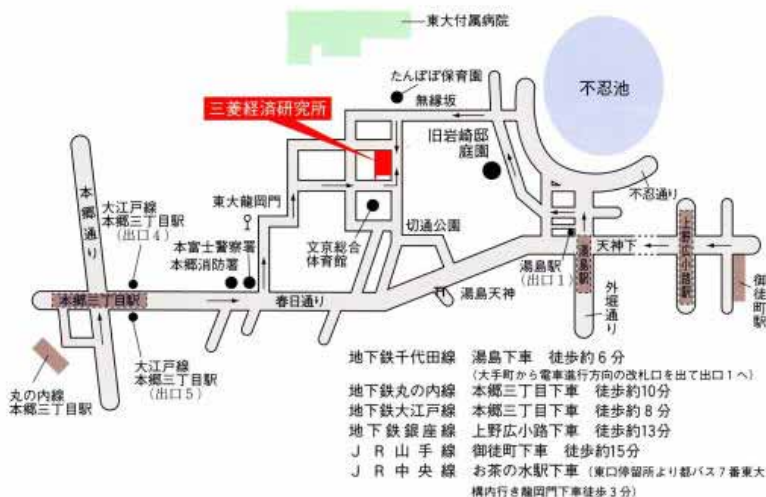 東大付属病院
たんぽぽ保育園
不忍池
三菱経済研究所
無縁坂
旧岩崎邸
庭園
本郷通り
大江戸線
本郷三丁目駅
(出口4)
東大龍岡門
不忍通り
本富士警察署
本郷消防署
文京総合
体育館
切通公園
湯島駅
(出口1)
湯島駅
天神下
上野広小路駅
御徒町駅
本郷三丁目駅
春日通り
湯島天神
外堀通り
丸の内線
本郷三丁目駅
大江戸線
本郷三丁目駅
(出口5)
地下鉄千代田線 湯島下車 徒歩約6分
(大手町から電車進行方向の改札口を出て出口1へ)
地下鉄丸の内線 本郷三丁目下車 徒歩約10分
地下鉄大江戸線 本郷三丁目下車 徒歩約8分
地下鉄銀座線 上野広小路下車 徒歩約13分
JR山手線 御徒町下車 徒歩約15分
JR中央線 お茶の水駅下車 (東口停留所より都バス7番東大
構内行き龍岡門下車徒歩3分)